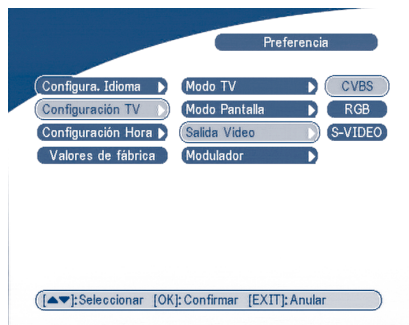 Preferencia
Configura. Idioma
Modo TV
CVBS
Configuración TV
Modo Pantalla
RGB
Configuración Hora
Salida Video
S-VIDEO
Valores de fábrica
Modulador
[▲▼]:Seleccionar [OK]:Confirmar [EXIT]:Anular